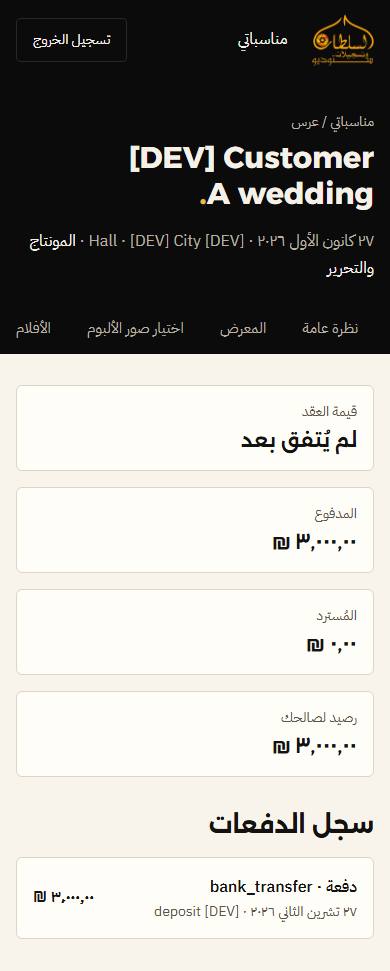 السلطان
مناسباتي
تسجيل الخروج
مناسباتي / عرس
[DEV] Customer
A wedding.
٢٧ كانون الأول ٢٠٢٦ · [DEV] Hall · [DEV] City · المونتاج
والتحرير
نظرة عامة
المعرض
اختيار صور الألبوم
الأفلام
قيمة العقد
لم يُتفق بعد
المدفوع
٣,٠٠٠,٠٠ ₪
المُسترد
٠,٠٠ ₪
رصيد لصالحك
٣,٠٠٠,٠٠ ₪
سجل الدفعات
دفعة · bank_transfer
٢٧ تشرين الثاني ٢٠٢٦ · [DEV] deposit
٣,٠٠٠,٠٠ ₪